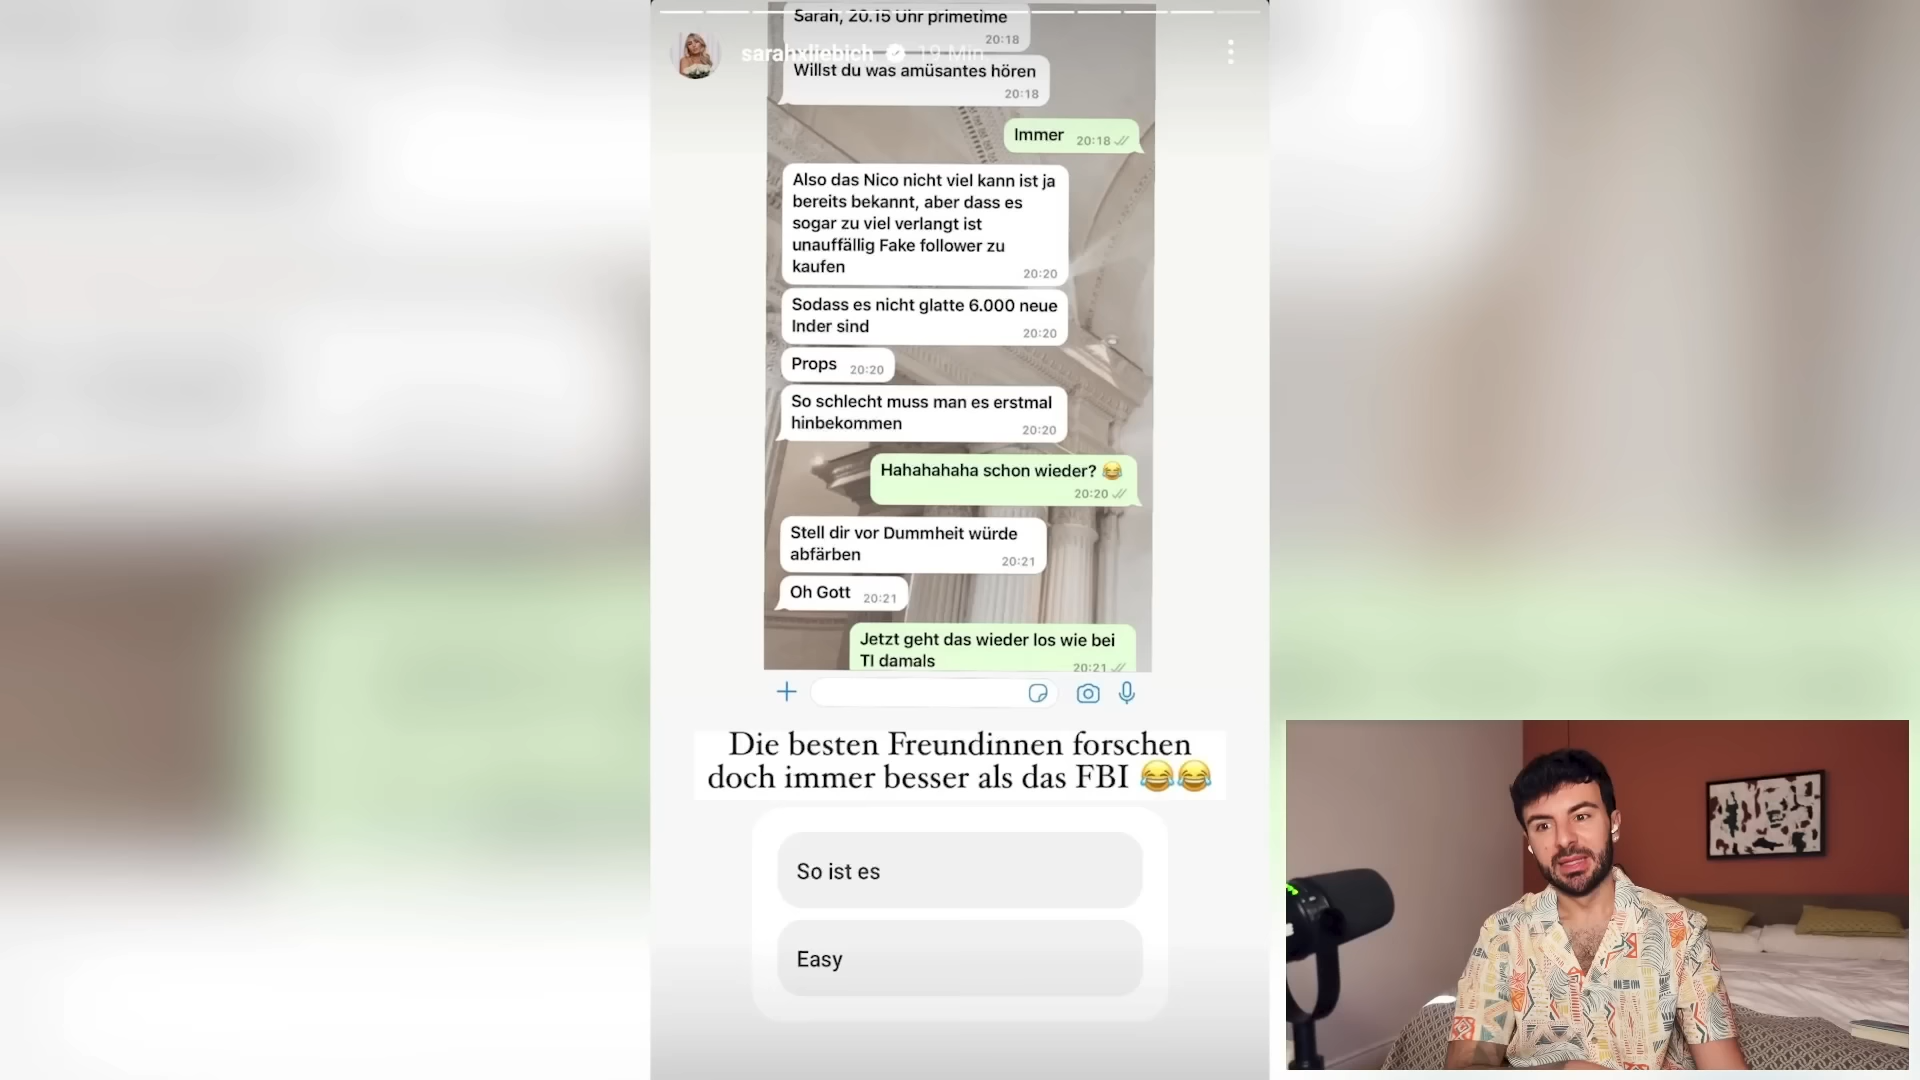 Sarah, 20.15 Uhr primetime
20:18
sarahxliebich 19 Min
Willst du was amüsantes hören
20:18
Immer 20:18
Also das Nico nicht viel kann ist ja
bereits bekannt, aber dass es
sogar zu viel verlangt ist
unauffällig Fake follower zu
kaufen
20:20
Sodass es nicht glatte 6.000 neue
Inder sind
20:20
Props 20:20
So schlecht muss man es erstmal
hinbekommen
20:20
Hahahahaha schon wieder? 😂
20:20
Stell dir vor Dummheit würde
abfärben
20:21
Oh Gott 20:21
Jetzt geht das wieder los wie bei
TI damals
20:21
Die besten Freundinnen forschen
doch immer besser als das FBI 😂😂
So ist es
Easy